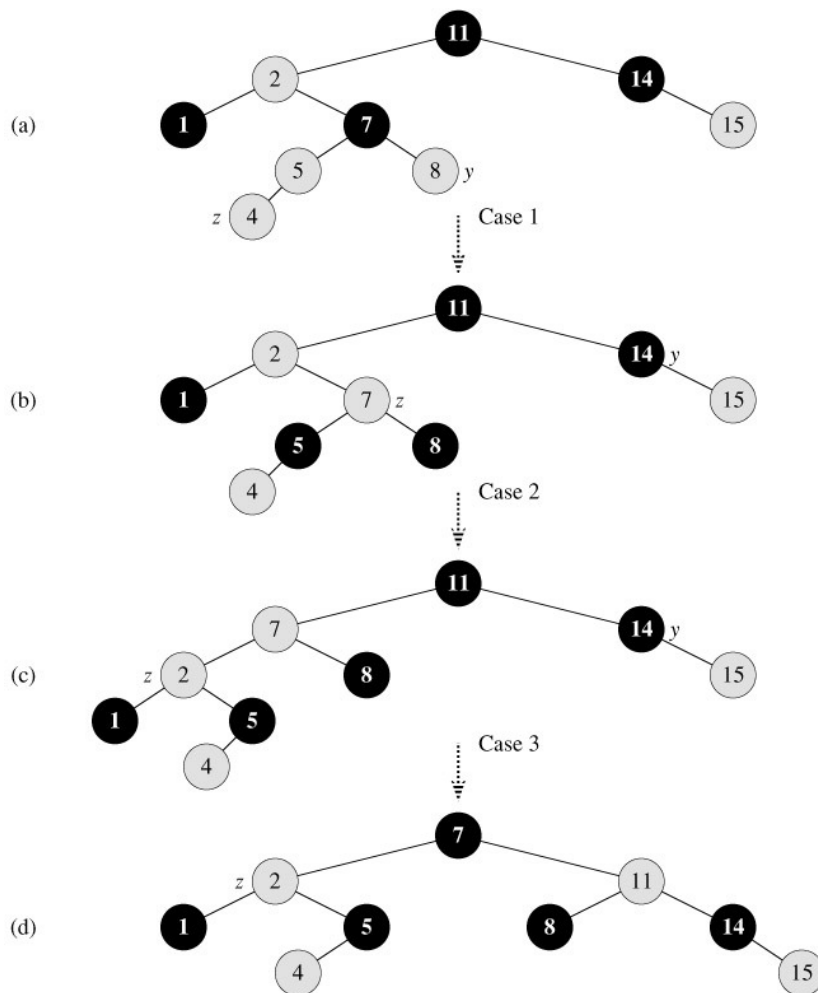 11
2 14
(a) 1 7 15
5 8 y
z 4 Case 1
11
2 14 y
(b) 1 7 z 15
5 8
4 Case 2
11
7 14 y
(c) z 2 8 15
1 5
4 Case 3
7
z 2 11
(d) 1 5 8 14
4 15